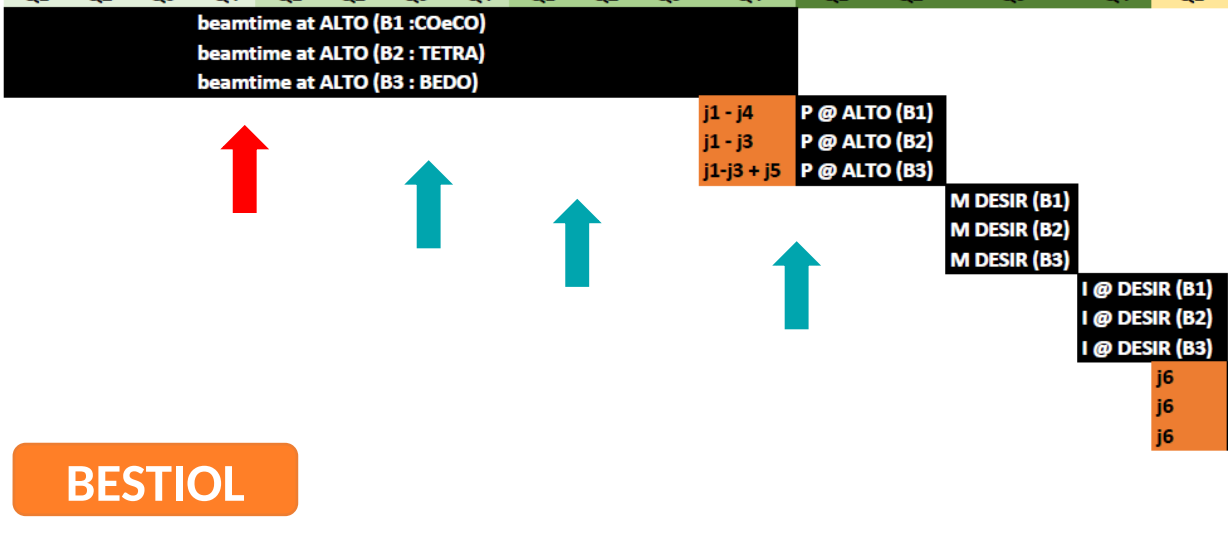 beamtime at ALTO (B1 :COeCO)
beamtime at ALTO (B2 : TETRA)
beamtime at ALTO (B3 : BEDO)
j1 - j4 P @ ALTO (B1)
j1 - j3 P @ ALTO (B2)
j1-j3 + j5 P @ ALTO (B3)
M DESIR (B1)
M DESIR (B2)
M DESIR (B3)
I @ DESIR (B1)
I @ DESIR (B2)
I @ DESIR (B3)
j6
j6
j6
BESTIOL